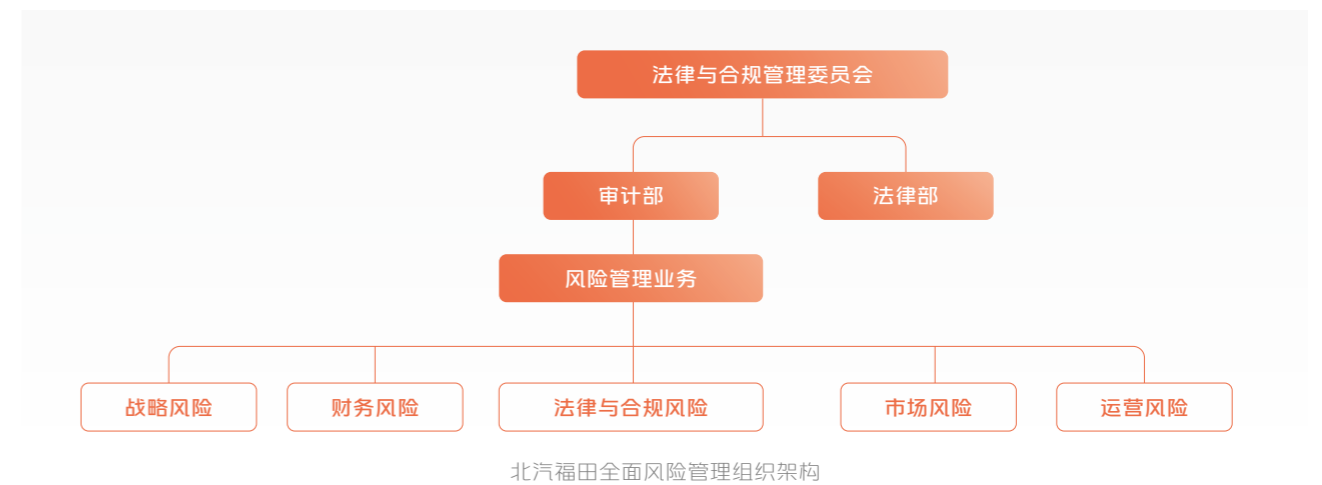 法律与合规管理委员会
审计部
法律部
风险管理业务
战略风险
财务风险
法律与合规风险
市场风险
运营风险
北汽福田全面风险管理组织架构